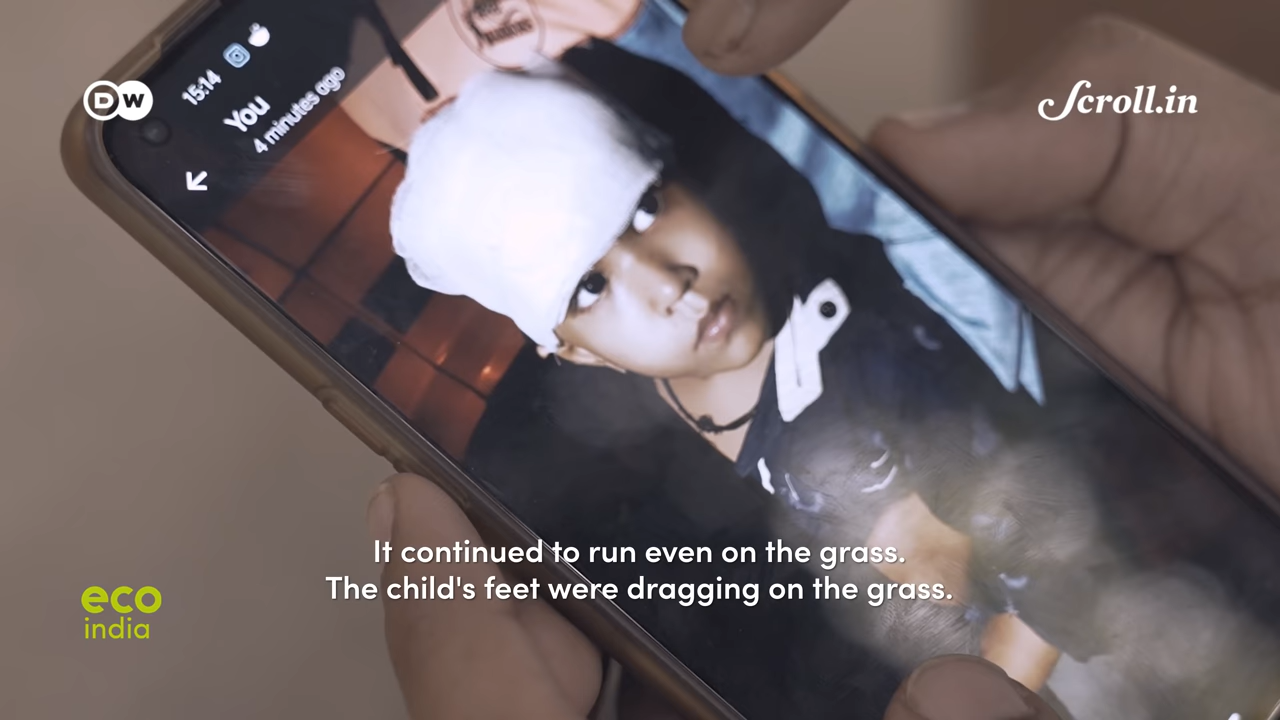 DW
15:14
You
4 minutes ago
Scroll.in
It continued to run even on the grass.
The child's feet were dragging on the grass.
eco
india